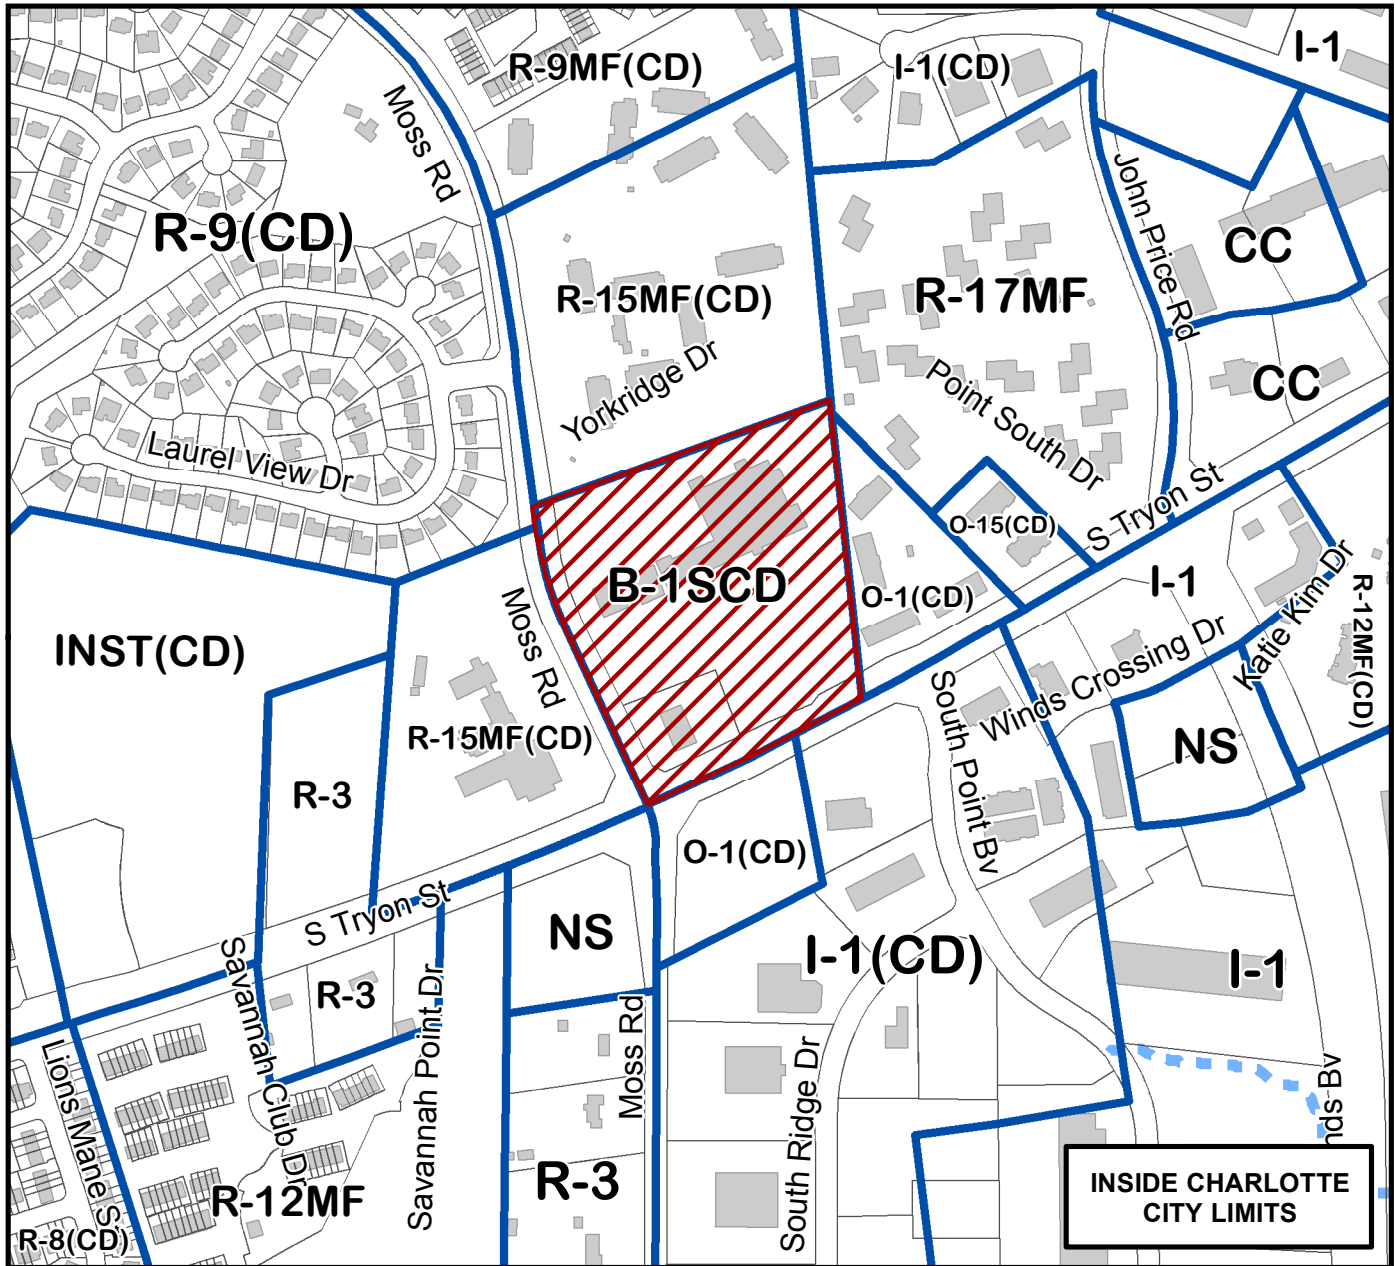 I-1
R-9MF(CD)
I-1(CD)
Moss Rd
John Price Rd
R-9(CD)
CC
R-15MF(CD)
R-17MF
Yorkridge Dr
CC
Point South Dr
Laurel View Dr
S Tryon St
O-15(CD)
B-1SCD
O-1(CD)
I-1
Katie Kim Dr
R-12MF(CD)
Moss Rd
INST(CD)
Winds Crossing Dr
South Point Bv
R-15MF(CD)
NS
R-3
O-1(CD)
S Tryon St
NS
I-1(CD)
I-1
Savannah Club Dr
R-3
Savannah Point Dr
Moss Rd
South Ridge Dr
Lions Mane St
nds Bv
R-3
R-12MF
R-8(CD)
INSIDE CHARLOTTE
CITY LIMITS